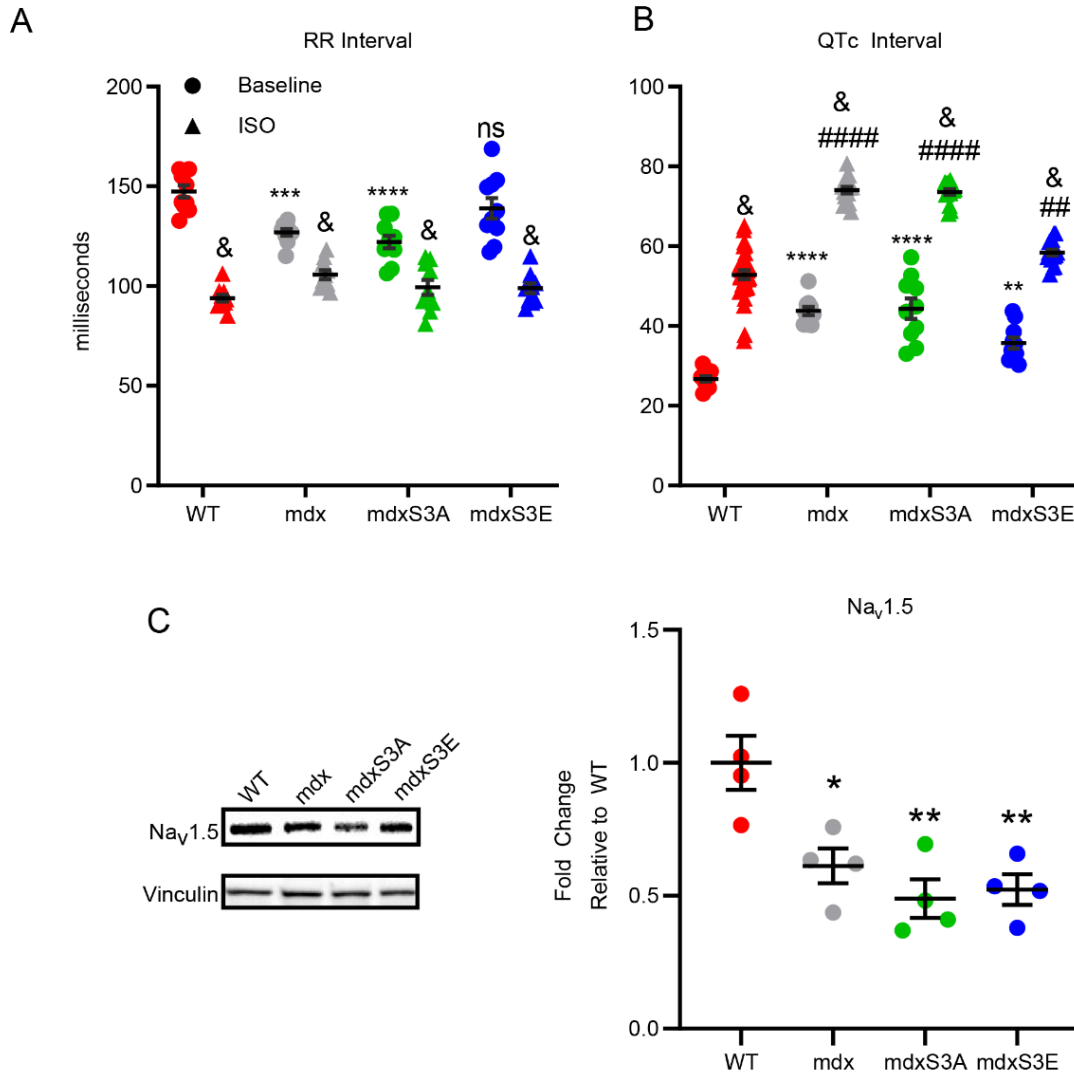 A
RR Interval
milliseconds
200
150
100
50
0
Baseline
ISO
&
***
&
****
&
ns
&
WT
mdx
mdxS3A
mdxS3E
B
QTc Interval
100
80
60
40
20
0
&
****
&
####
****
&
####
**
&
##
WT
mdx
mdxS3A
mdxS3E
C
WT
mdx
mdxS3A
mdxS3E
Nav1.5
Vinculin
Nav1.5
Fold Change
Relative to WT
1.5
1.0
0.5
0.0
*
**
**
WT
mdx
mdxS3A
mdxS3E